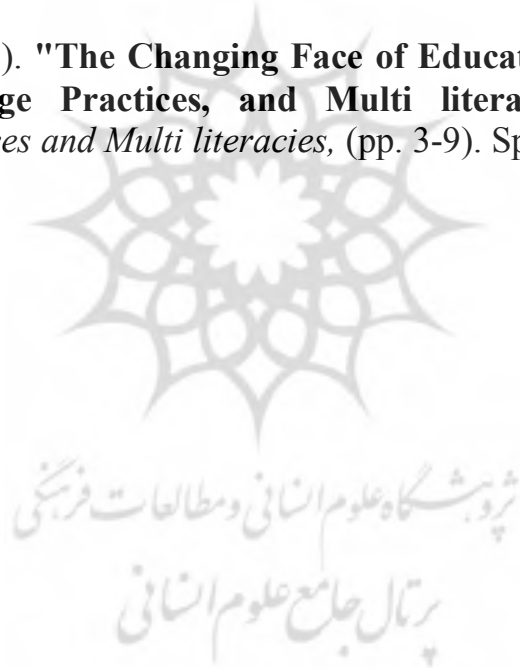 ). "The Changing Face of Educat
ge Practices, and Multi litera
es and Multi literacies, (pp. 3-9). Sp
پژوهشگاه علوم انسانی و مطالعات فرهنگی
پرتال جامع علوم انسانی